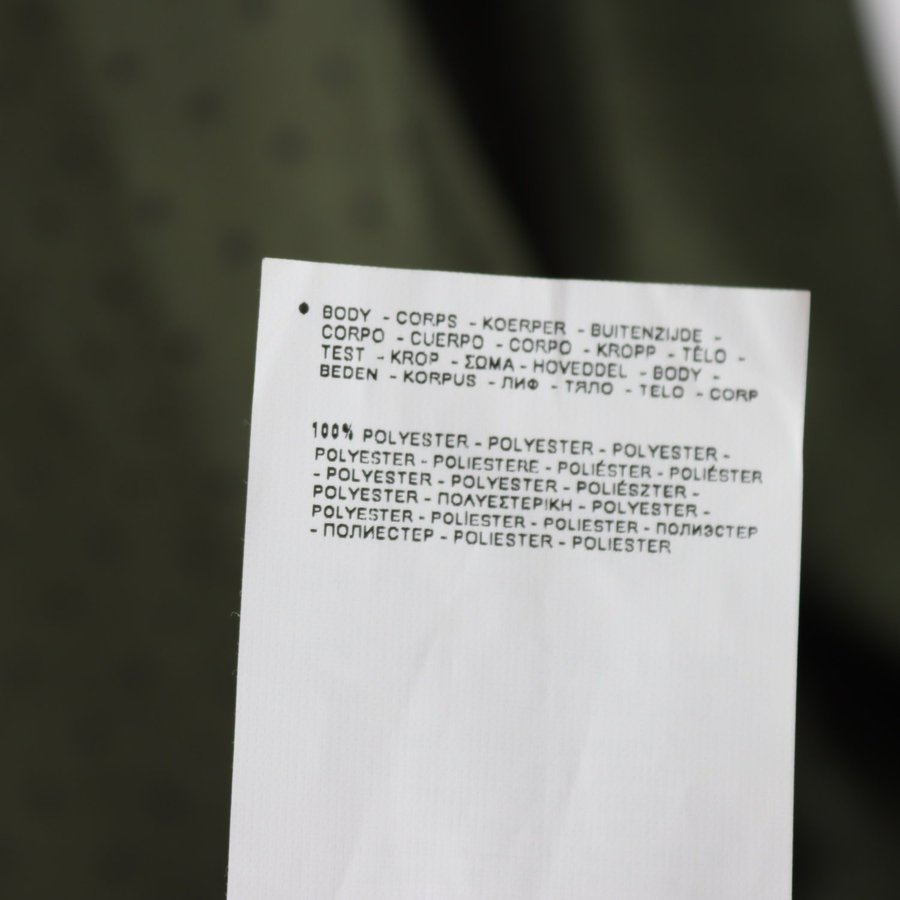 • BODY - CORPS - KOERPER - BUITENZIJDE -
CORPO - CUERPO - CORPO - KROPP - TĚLO -
TEST - KROP - ΣΩΜΑ - HOVEDDEL - BODY -
BEDEN - KORPUS - ЛИФ - ТЯЛО - TELO - CORP
100% POLYESTER - POLYESTER - POLYESTER -
POLYESTER - POLIESTERE - POLIÉSTER - POLIÉSTER
- POLYESTER - POLYESTER - POLIÉSZTER -
POLYESTER - ΠΟΛΥΕΣΤΕΡΙΚΗ - POLYESTER -
POLYESTER - POLİESTER - POLIESTER - ПОЛИЭСТЕР
- ПОЛИЕСТЕР - POLIESTER - POLIESTER